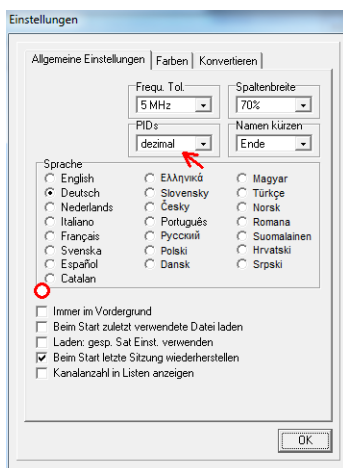 Einstellungen
Allgemeine Einstellungen Farben Konvertieren
Frequ. Tol. Spaltenbreite
5 MHz 70%
PIDs Namen kürzen
dezimal Ende
Sprache
English Ελληνικά Magyar
Deutsch Slovensky Türkçe
Nederlands Česky Norsk
Italiano Português Romana
Français Русский Suomalainen
Svenska Polski Hrvatski
Español Dansk Srpski
Catalan
Immer im Vordergrund
Beim Start zuletzt verwendete Datei laden
Laden: gesp. Sat Einst. verwenden
Beim Start letzte Sitzung wiederherstellen
Kanalanzahl in Listen anzeigen
OK